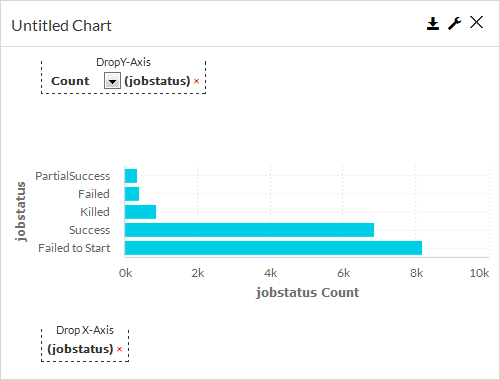 Untitled Chart
DropY-Axis
Count (jobstatus) ×
jobstatus
PartialSuccess
Failed
Killed
Success
Failed to Start
0k 2k 4k 6k 8k 10k
jobstatus Count
Drop X-Axis
(jobstatus) ×